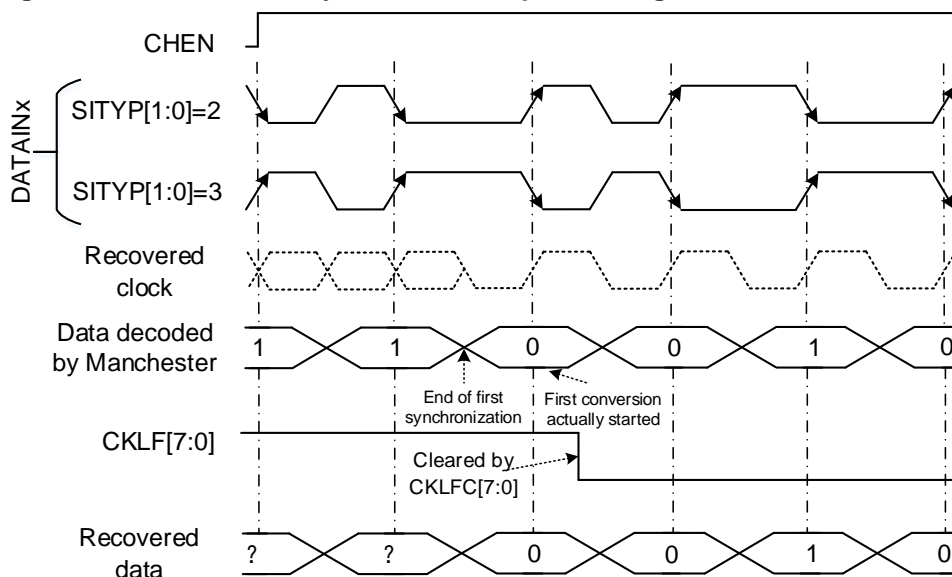 CHEN
DATAINx
SITYP[1:0]=2
SITYP[1:0]=3
Recovered
clock
Data decoded
by Manchester
1 1 0 0 1 0
End of first
synchronization
First conversion
actually started
CKLF[7:0]
Cleared by
CKLFC[7:0]
Recovered
data
? ? 0 0 1 0